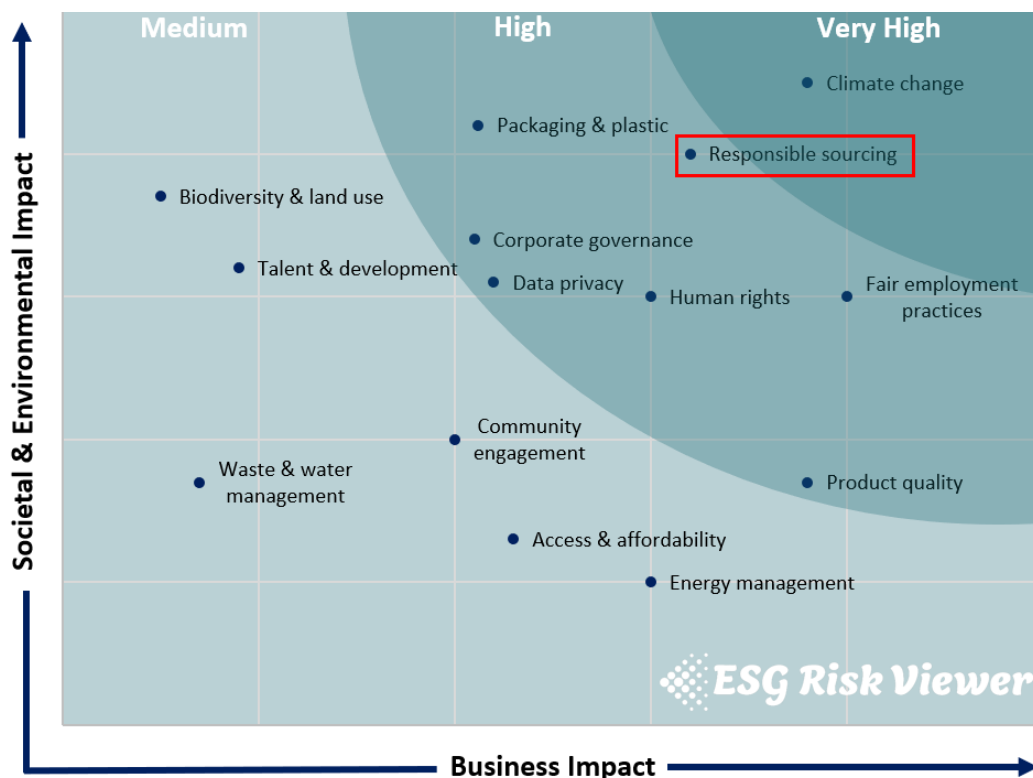 Medium
High
Very High
Climate change
Packaging & plastic
Responsible sourcing
Biodiversity & land use
Corporate governance
Talent & development
Data privacy
Human rights
Fair employment
practices
Community
engagement
Waste & water
management
Product quality
Access & affordability
Energy management
ESG Risk Viewer
Societal & Environmental Impact
Business Impact